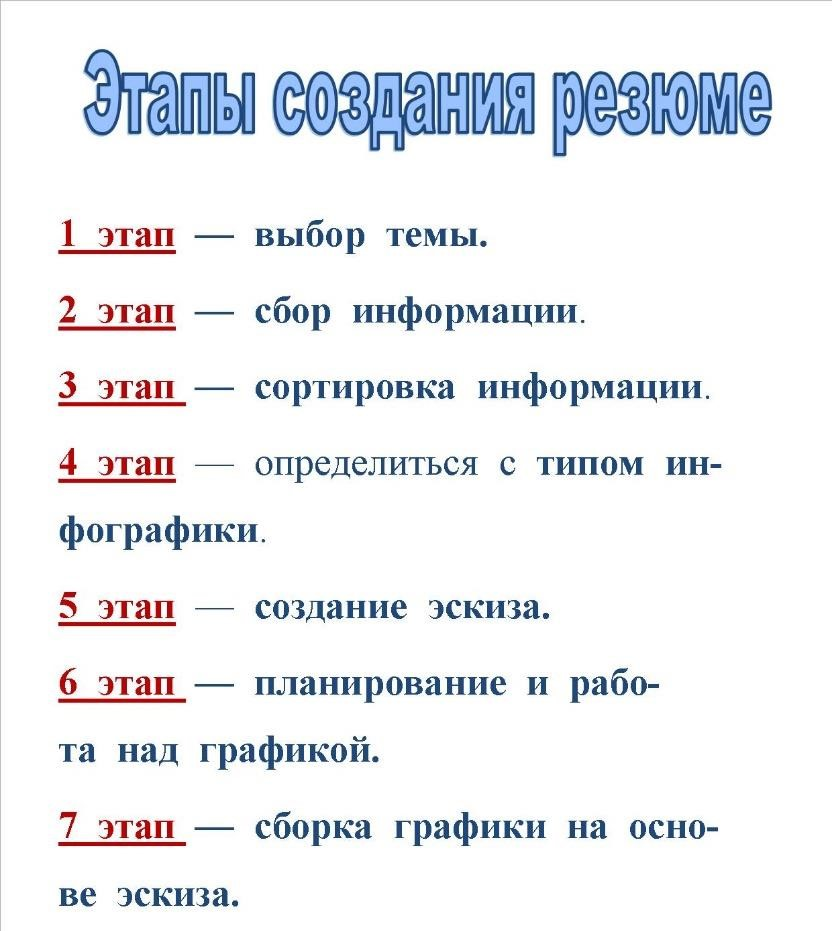 Этапы создания резюме
1 этап — выбор темы.
2 этап — сбор информации.
3 этап — сортировка информации.
4 этап — определиться с типом ин-
фографики.
5 этап — создание эскиза.
6 этап — планирование и рабо-
та над графикой.
7 этап — сборка графики на осно-
ве эскиза.